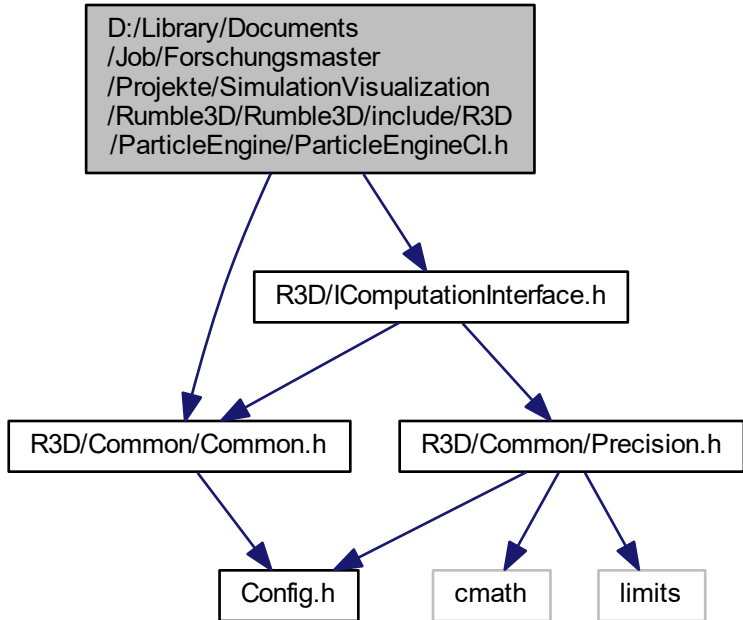 D:/Library/Documents
/Job/Forschungsmaster
/Projekte/SimulationVisualization
/Rumble3D/Rumble3D/include/R3D
/ParticleEngine/ParticleEngineCI.h
R3D/IComputationInterface.h
R3D/Common/Common.h
R3D/Common/Precision.h
Config.h
cmath
limits